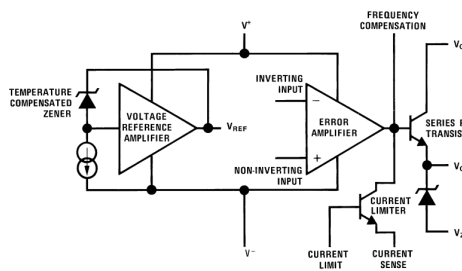 V+
FREQUENCY
COMPENSATION
TEMPERATURE
COMPENSATED
ZENER
VOLTAGE
REFERENCE
AMPLIFIER
VREF
INVERTING
INPUT
−
ERROR
AMPLIFIER
+
NON-INVERTING
INPUT
SERIES
V−
CURRENT
LIMITER
CURRENT
LIMIT
CURRENT
SENSE